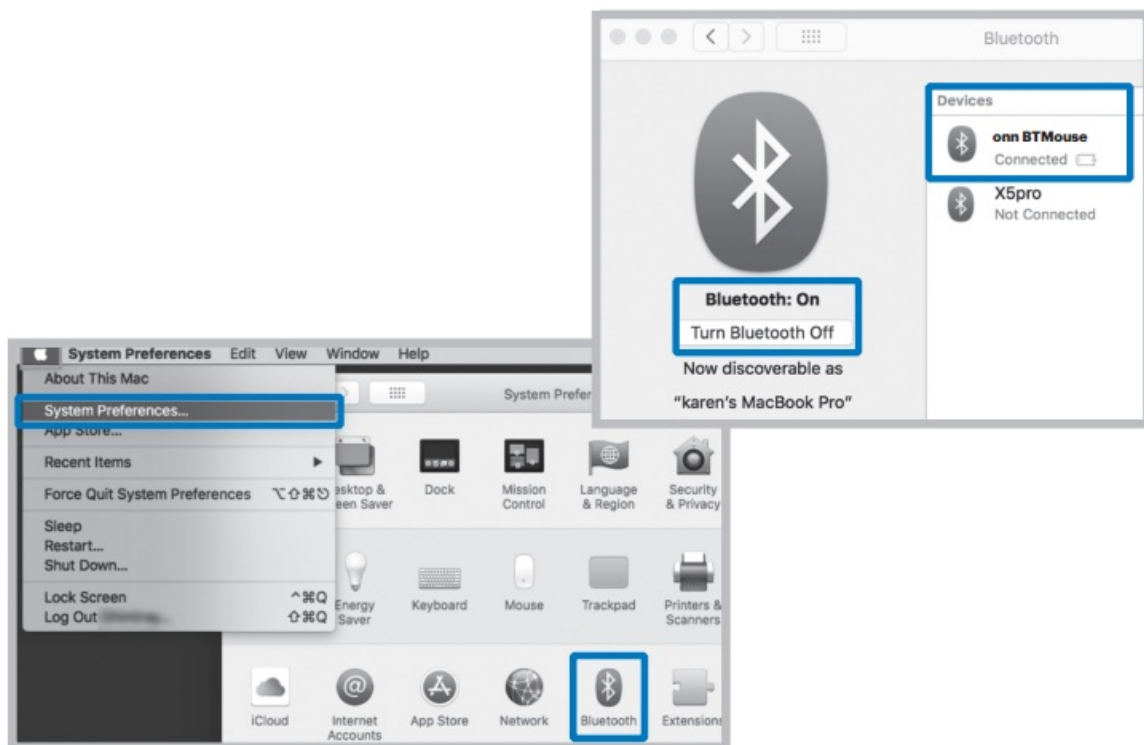 Bluetooth
Devices
onn BTMouse
Connected
X5pro
Not Connected
Bluetooth: On
Turn Bluetooth Off
Now discoverable as
“karen's MacBook Pro”
System Preferences Edit View Window Help
About This Mac
System Preferences...
App Store...
Recent Items
Force Quit System Preferences ⌥⇧⌘⎋
Sleep
Restart...
Shut Down...
Lock Screen ^⌘Q
Log Out ⇧⌘Q
System Prefer
esktop & Dock Mission Language Security
een Saver Control & Region & Privacy
Energy Keyboard Mouse Trackpad Printers &
Saver Scanners
iCloud Internet App Store Network Bluetooth Extensions
Accounts